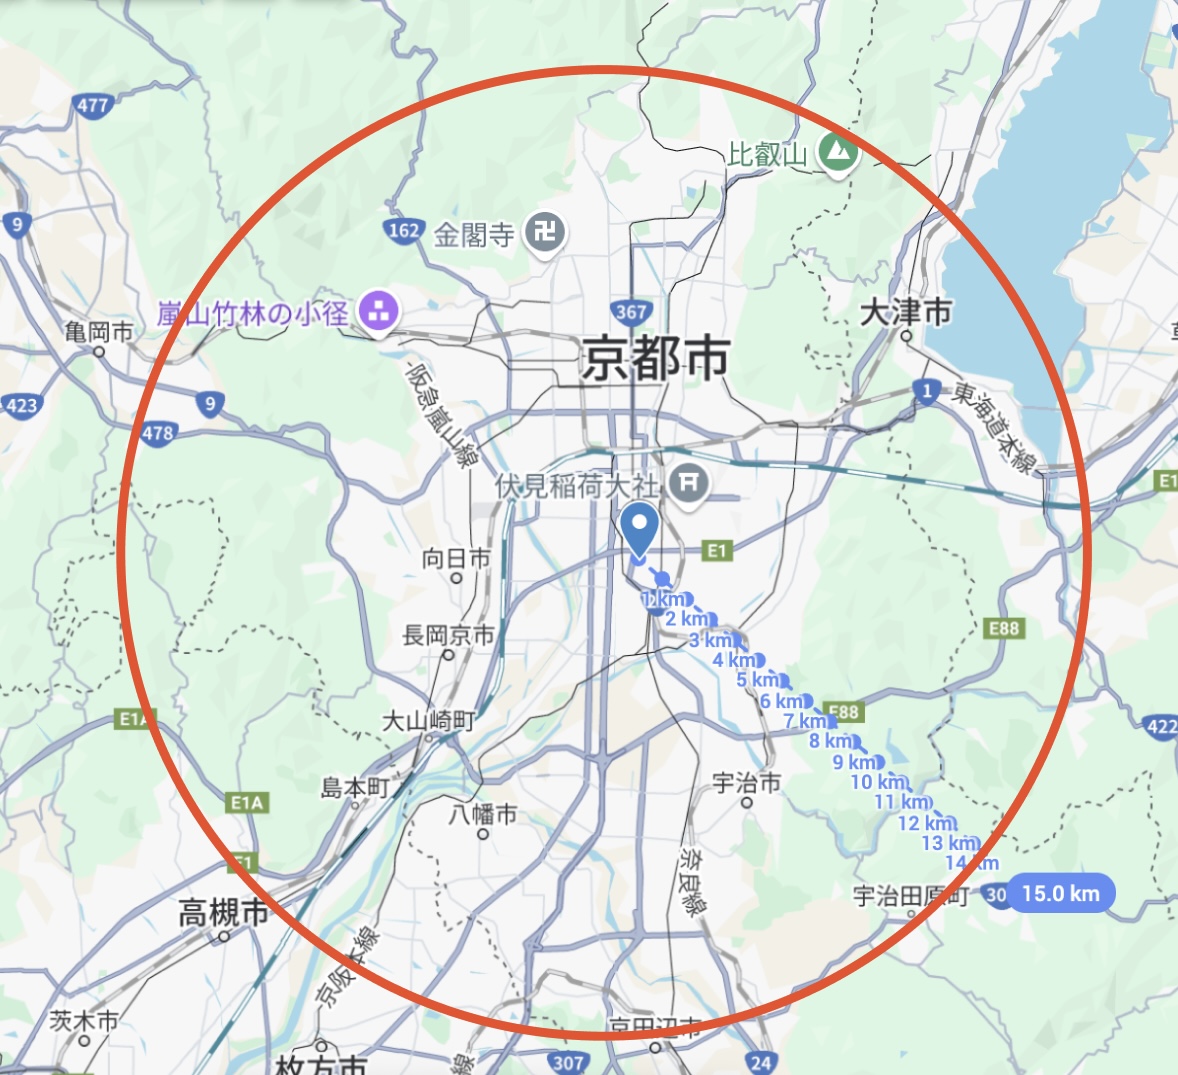 477
比叡山
9
162
金閣寺
嵐山竹林の小径
367
大津市
亀岡市
京都市
423
9
1
478
阪急嵐山線
東海道本線
伏見稲荷大社
E1
向日市
1 km
2 km
E88
長岡京市
3 km
4 km
5 km
6 km
E1A
大山崎町
E88
7 km
422
8 km
9 km
島本町
宇治市
10 km
E1A
11 km
八幡市
12 km
13 km
E1
14 km
奈良線
宇治田原町
30
15.0 km
高槻市
京阪本線
茨木市
京田辺市
枚方市
線
307
24